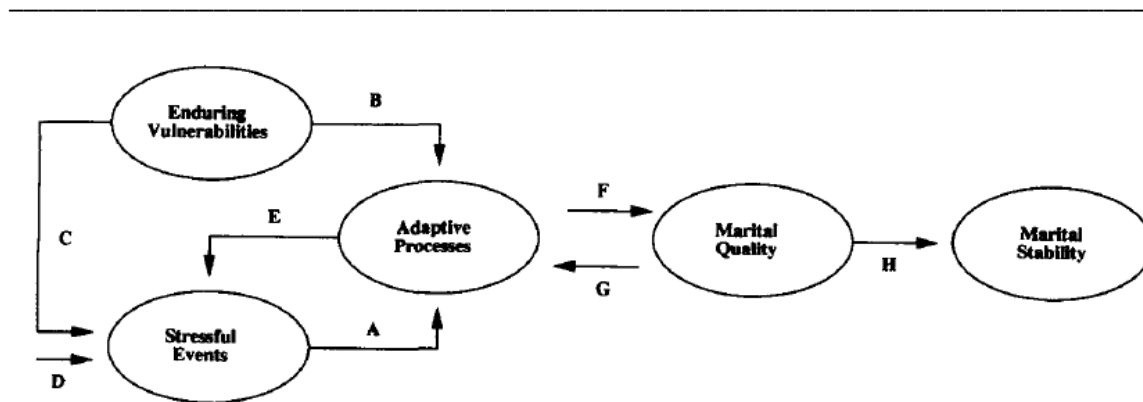 Enduring
Vulnerabilities
B
C
E
Adaptive
Processes
F
Marital
Quality
Marital
Stability
G
H
Stressful
Events
A
D